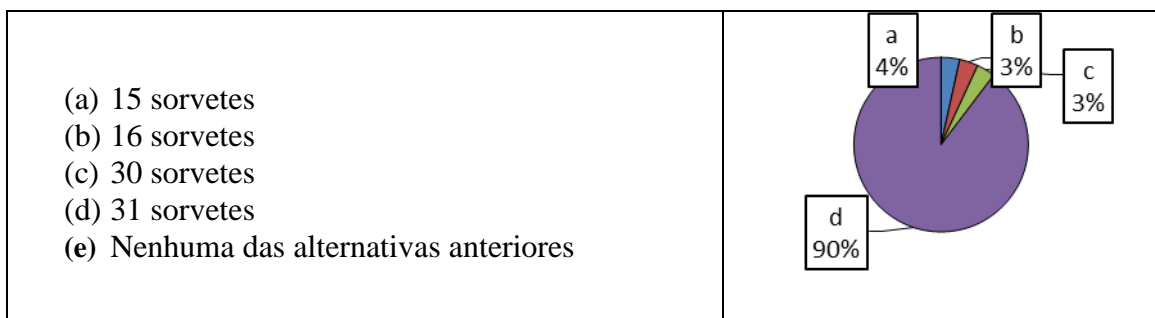 (a) 15 sorvetes
(b) 16 sorvetes
(c) 30 sorvetes
(d) 31 sorvetes
(e) Nenhuma das alternativas anteriores
a
4%
b
3%
c
3%
d
90%